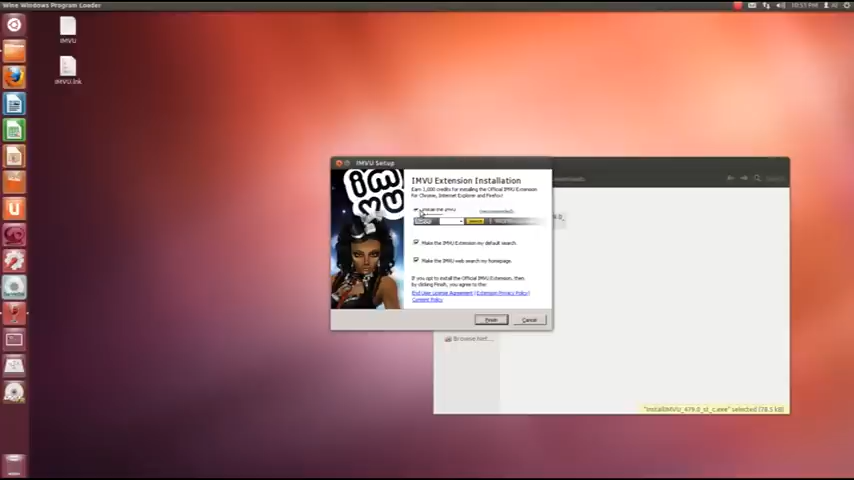 Wine Windows Program Loader
10:55 PM
IMVU
IMVU.lnk
IMVU Setup
imvu
IMVU Extension Installation
Earn 1,000 credits for installing the Official IMVU Extension
for Chrome, Internet Explorer and Firefox!
Install the IMVU
(recommended)
Make the IMVU Extension my default search.
Make the IMVU web search my homepage.
If you opt to install the Official IMVU Extension, then
by clicking Finish, you agree to the:
End User License Agreement | Extension Privacy Policy |
Content Policy
Finish
Cancel
Browse Net...
"InstallIMVU_479.0_st_c.exe" selected (78.5 kB)